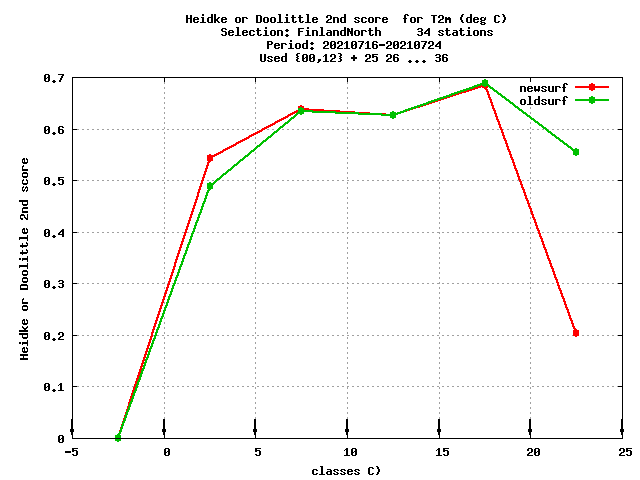 Heidke or Doolittle 2nd score  for T2m (deg C)
Selection: FinlandNorth     34 stations
Period: 20210716-20210724
Used {00,12} + 25 26 ... 36
newsurf
oldsurf
Heidke or Doolittle 2nd score
0.7
0.6
0.5
0.4
0.3
0.2
0.1
0
-5 0 5 10 15 20 25
classes C)